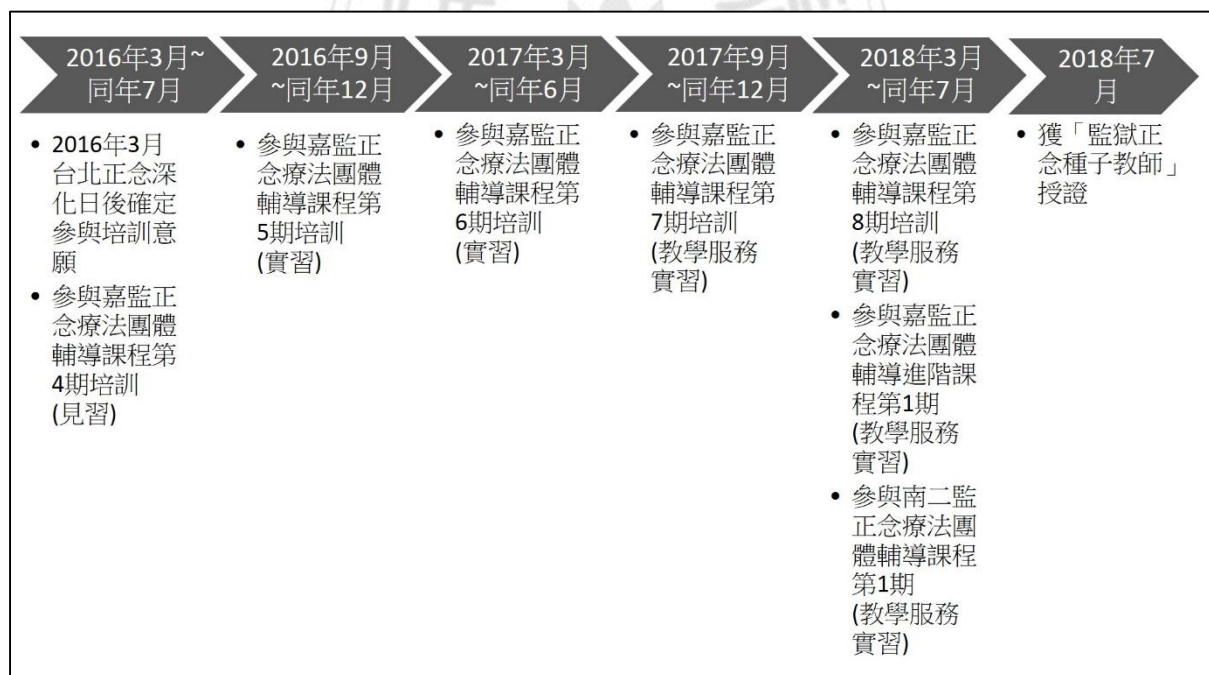 2016年3月~
同年7月
2016年9月
~同年12月
2017年3月
~同年6月
2017年9月
~同年12月
2018年3月
~同年7月
2018年7
月
• 2016年3月
台北正念深
化日後確定
參與培訓意
願
• 參與嘉監正
念療法團體
輔導課程第
4期培訓
(見習)
• 參與嘉監正
念療法團體
輔導課程第
5期培訓
(實習)
• 參與嘉監正
念療法團體
輔導課程第
6期培訓
(實習)
• 參與嘉監正
念療法團體
輔導課程第
7期培訓
(教學服務
實習)
• 參與嘉監正
念療法團體
輔導課程第
8期培訓
(教學服務
實習)
• 參與嘉監正
念療法團體
輔導進階課
程第1期
(教學服務
實習)
• 參與南二監
正念療法團
體輔導課程
第1期
(教學服務
實習)
• 獲「監獄正
念種子教師」
授證